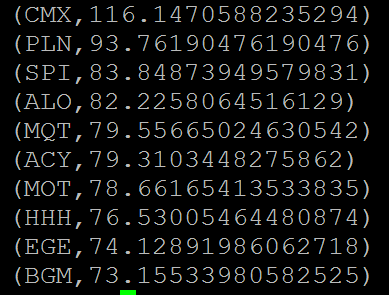 (CMX,116.1470588235294)
(PLN,93.76190476190476)
(SPI,83.84873949579831)
(ALO,82.2258064516129)
(MQT,79.55665024630542)
(ACY,79.3103448275862)
(MOT,78.66165413533835)
(HHH,76.53005464480874)
(EGE,74.12891986062718)
(BGM,73.15533980582525)